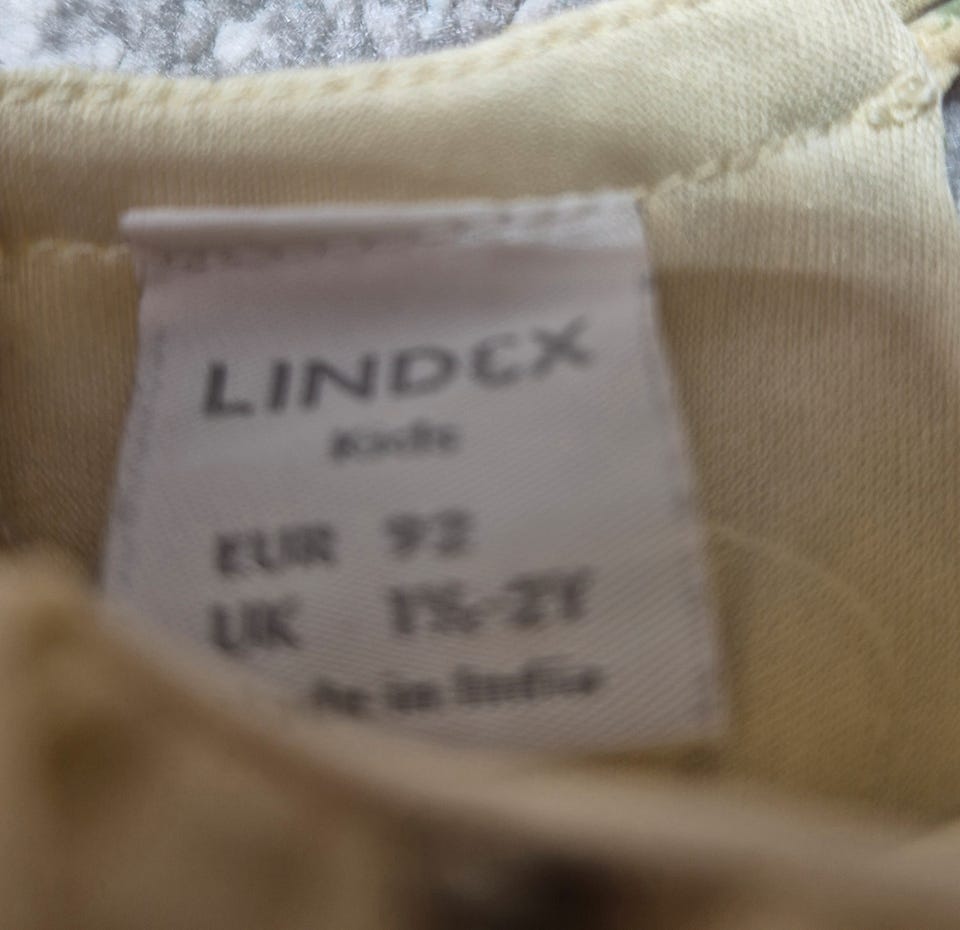 LINDEX
Kids
EUR 92
UK 1½-2Y
in India